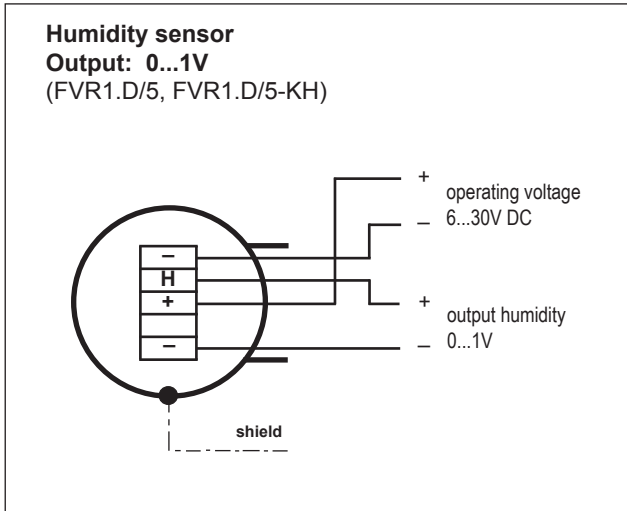 Humidity sensor
Output: 0...1V
(FVR1.D/5, FVR1.D/5-KH)
+
operating voltage
– 6...30V DC
–
H
+
–
+
output humidity
– 0...1V
shield